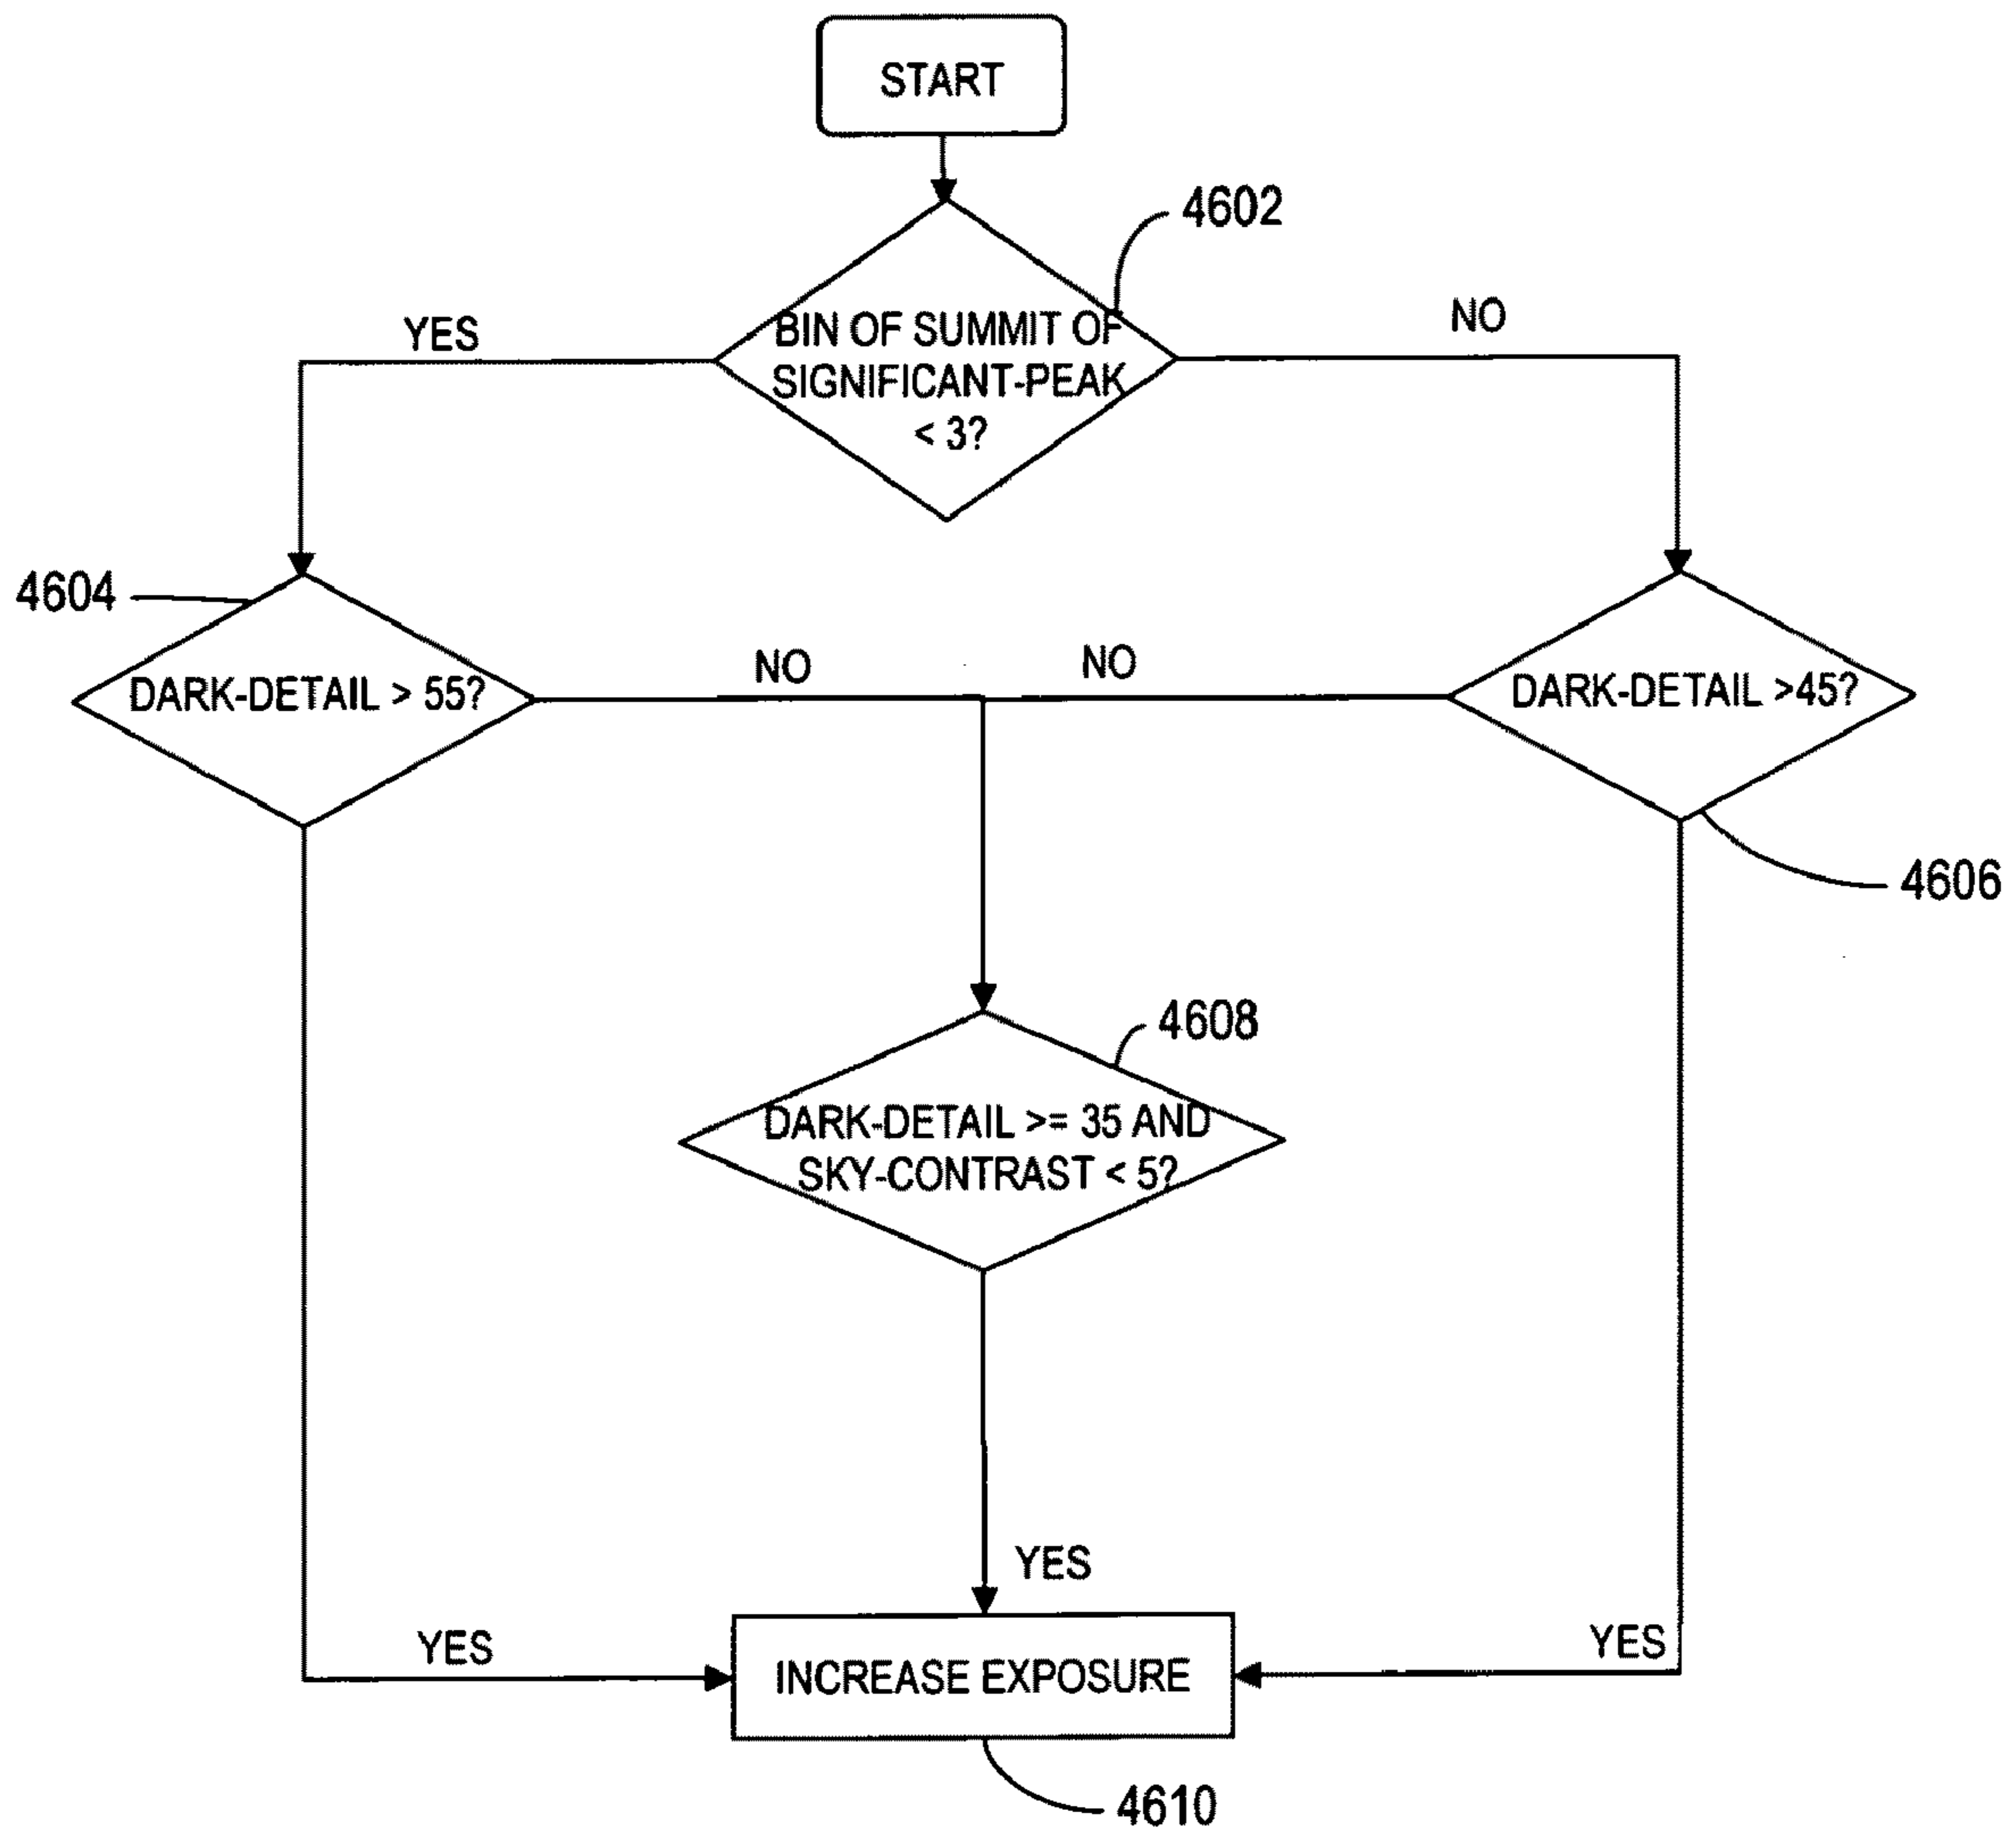 START
4602
YES
NO
BIN OF SUMMIT OF
SIGNIFICANT-PEAK
< 3?
4604
NO
NO
DARK-DETAIL > 55?
DARK-DETAIL >45?
4606
4608
DARK-DETAIL >= 35 AND
SKY-CONTRAST < 5?
YES
YES
YES
INCREASE EXPOSURE
4610